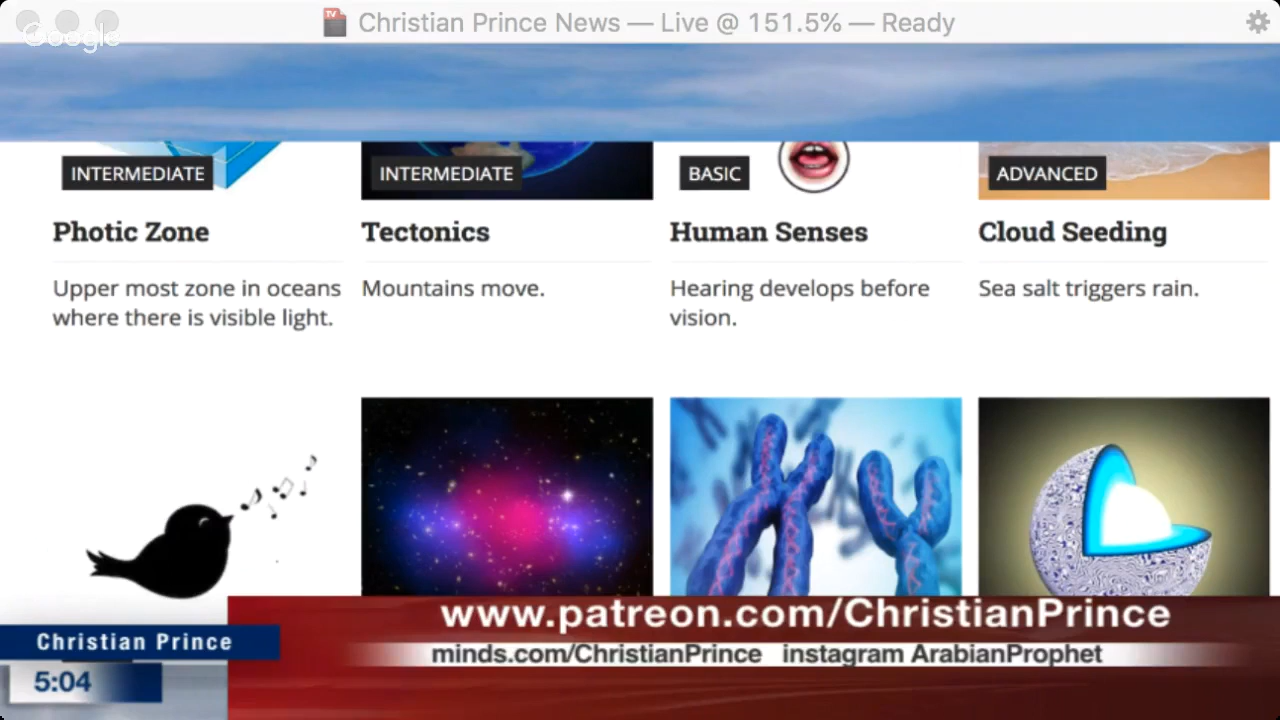 Christian Prince News — Live @ 151.5% — Ready
Google
INTERMEDIATE
INTERMEDIATE
BASIC
ADVANCED
Photic Zone
Tectonics
Human Senses
Cloud Seeding
Upper most zone in oceans
where there is visible light.
Mountains move.
Hearing develops before
vision.
Sea salt triggers rain.
www.patreon.com/ChristianPrince
Christian Prince
minds.com/ChristianPrince instagram ArabianProphet
5:04
TV